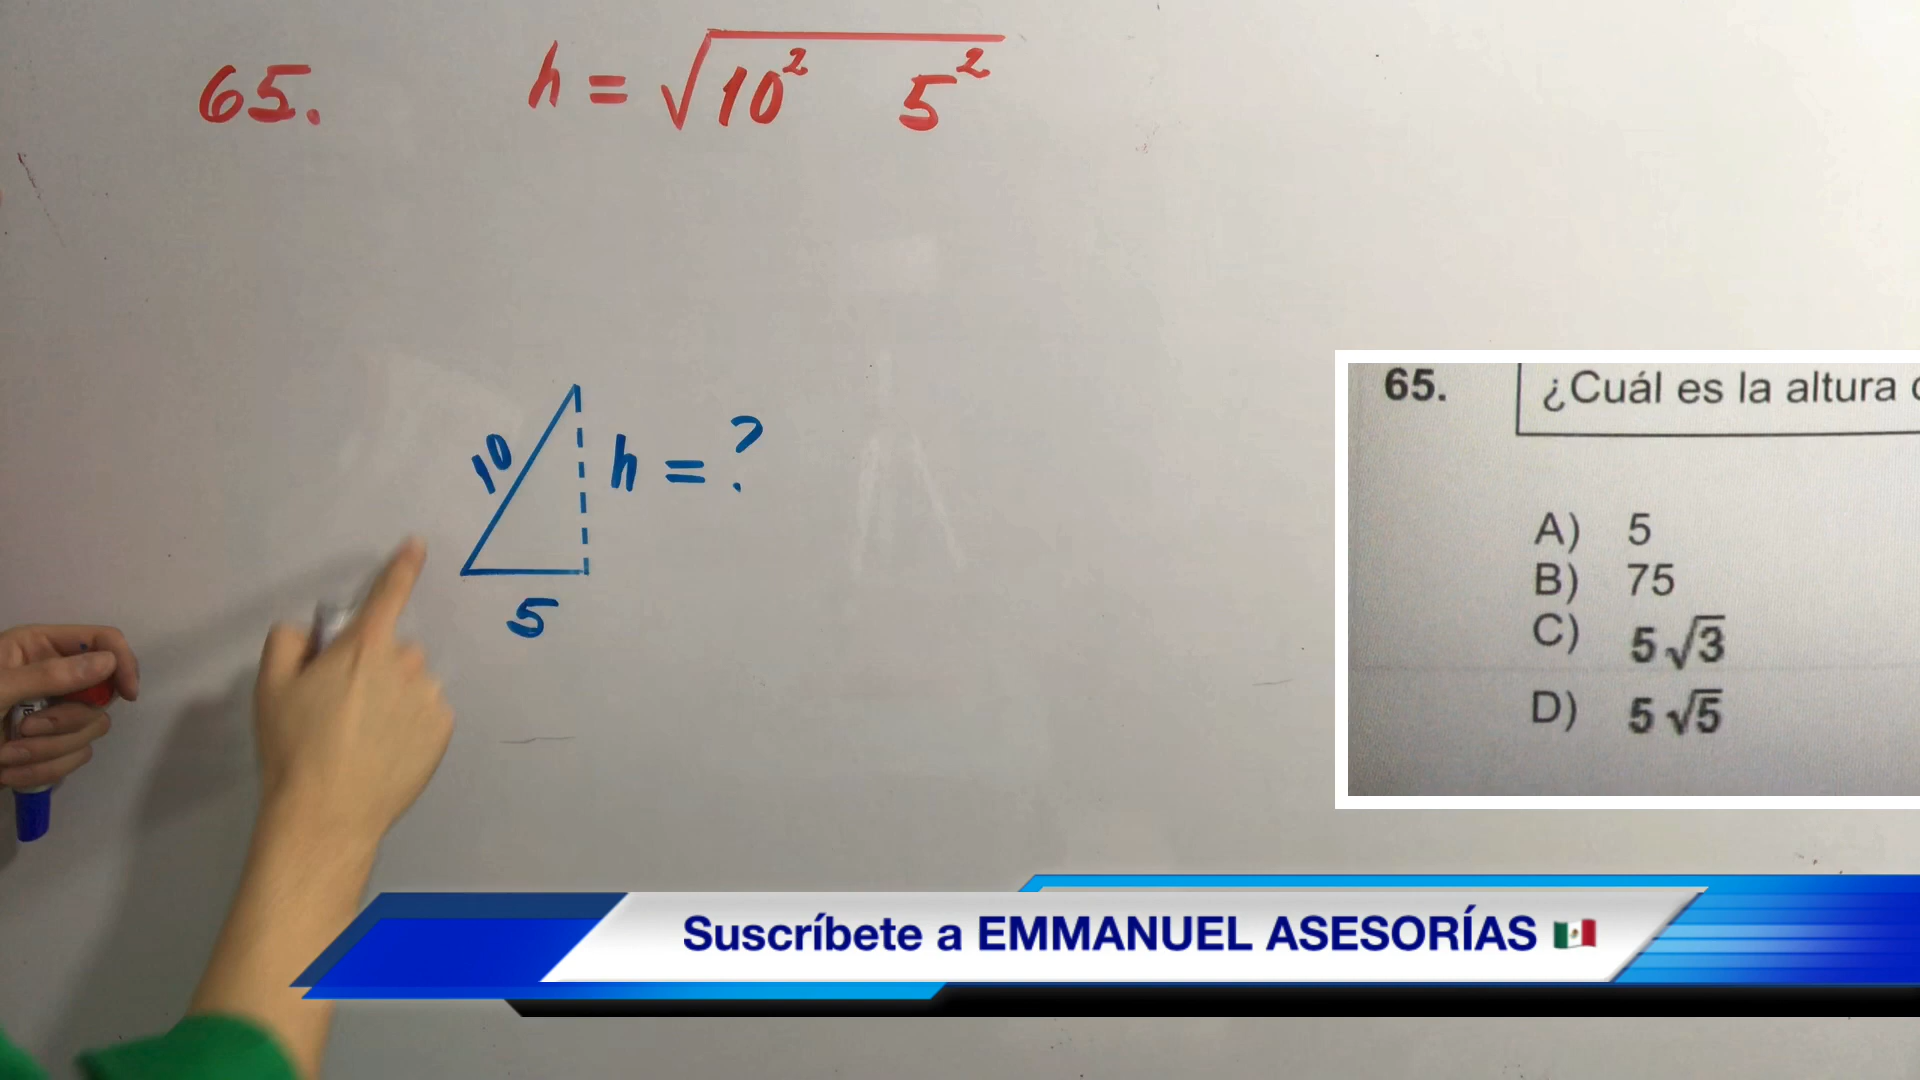 65. h = √10² 5²
10
h = ?
5
65. ¿Cuál es la altura
A) 5
B) 75
C) 5√3
D) 5√5
Suscríbete a EMMANUEL ASESORÍAS 🇲🇽